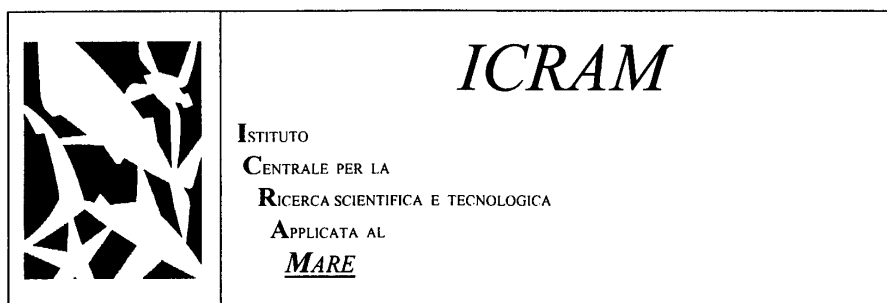 ICRAM
ISTITUTO
CENTRALE PER LA
RICERCA SCIENTIFICA E TECNOLOGICA
APPLICATA AL
MARE